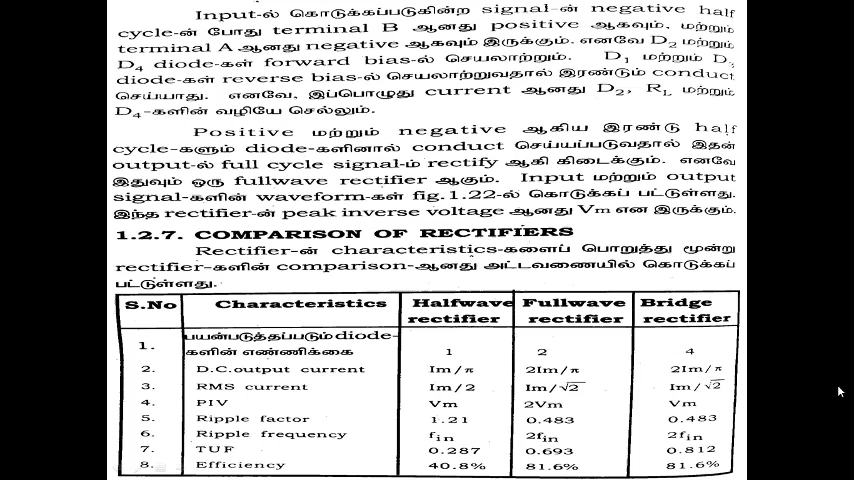 Input-ல் கொடுக்கப்படுகின்ற signal-ன் negative half
cycle-ன் போது terminal B ஆனது positive ஆகவும், மற்றும்
terminal A ஆனது negative ஆகவும் இருக்கும். எனவே D2 மற்றும்
D4 diode-கள் forward bias-ல் செயலாற்றும். D1 மற்றும் D3
diode-கள் reverse bias-ல் செயலாற்றுவதால் இரண்டும் conduct
செய்யாது. எனவே, இப்பொழுது current ஆனது D2, RL மற்றும்
D4-களின் வழியே செல்லும்.
Positive மற்றும் negative ஆகிய இரண்டு half
cycle-களும் diode-களினால் conduct செய்யப்படுவதால் இதன்
output-ல் full cycle signal-ம் rectify ஆகி கிடைக்கும். எனவே
இதுவும் ஒரு fullwave rectifier ஆகும். Input மற்றும் output
signal-களின் waveform-கள் fig.1.22-ல் கொடுக்கப் பட்டுள்ளது.
இந்த rectifier-ன் peak inverse voltage ஆனது Vm என இருக்கும்.
1.2.7. COMPARISON OF RECTIFIERS
Rectifier-ன் characteristics-களைப் பொறுத்து மூன்று
rectifier-களின் comparison-ஆனது அட்டவணையில் கொடுக்கப்
பட்டுள்ளது.
S.No Characteristics Halfwave rectifier Fullwave rectifier Bridge rectifier
1. பயன்படுத்தப்படும் diode-களின் எண்ணிக்கை 1 2 4
2. D.C.output current Im/π 2Im/π 2Im/π
3. RMS current Im/2 Im/√2 Im/√2
4. PIV Vm 2Vm Vm
5. Ripple factor 1.21 0.483 0.483
6. Ripple frequency fin 2fin 2fin
7. TUF 0.287 0.693 0.812
8. Efficiency 40.8% 81.6% 81.6%